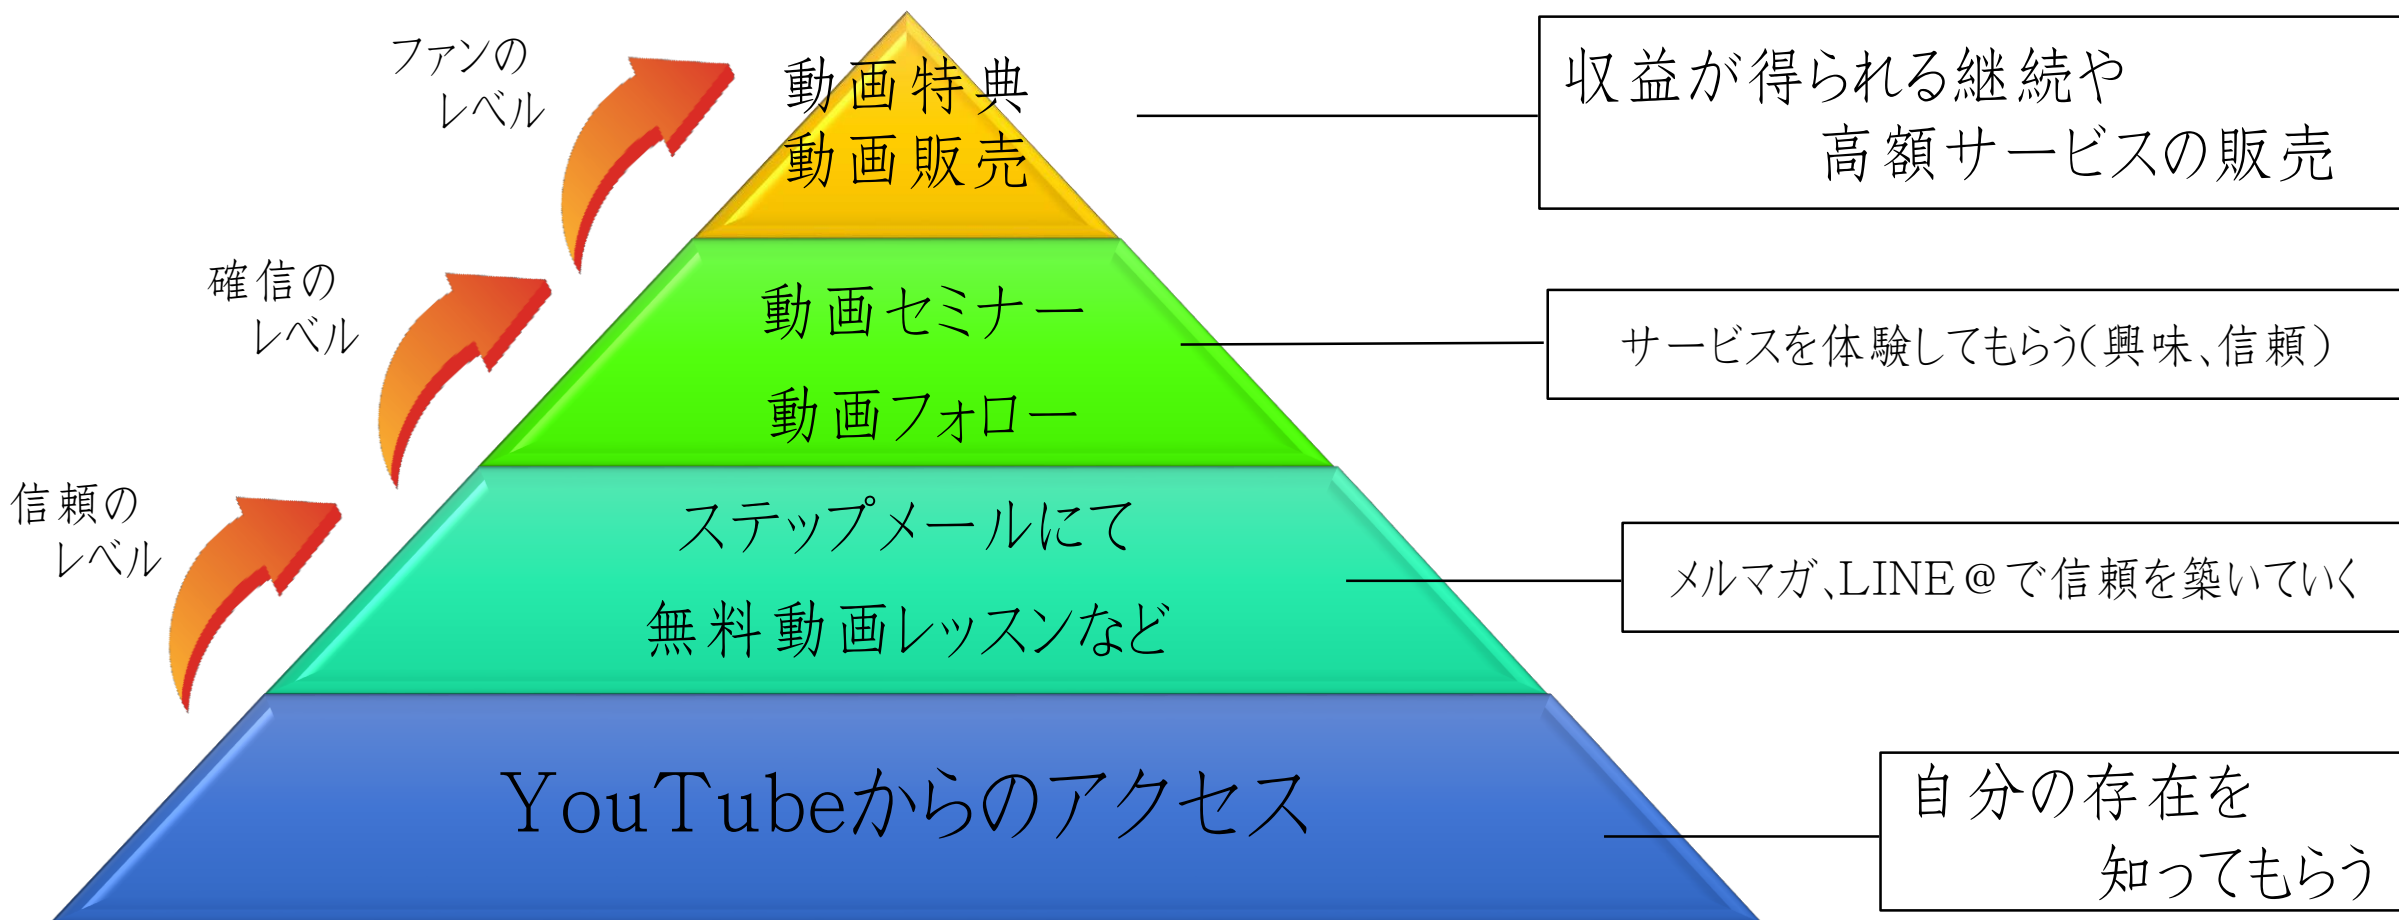 ファンの
レベル
動画特典
動画販売
収益が得られる継続や
高額サービスの販売
確信の
レベル
動画セミナー
動画フォロー
サービスを体験してもらう(興味、信頼)
信頼の
レベル
ステップメールにて
無料動画レッスンなど
メルマガ、LINE@で信頼を築いていく
YouTubeからのアクセス
自分の存在を
知ってもらう